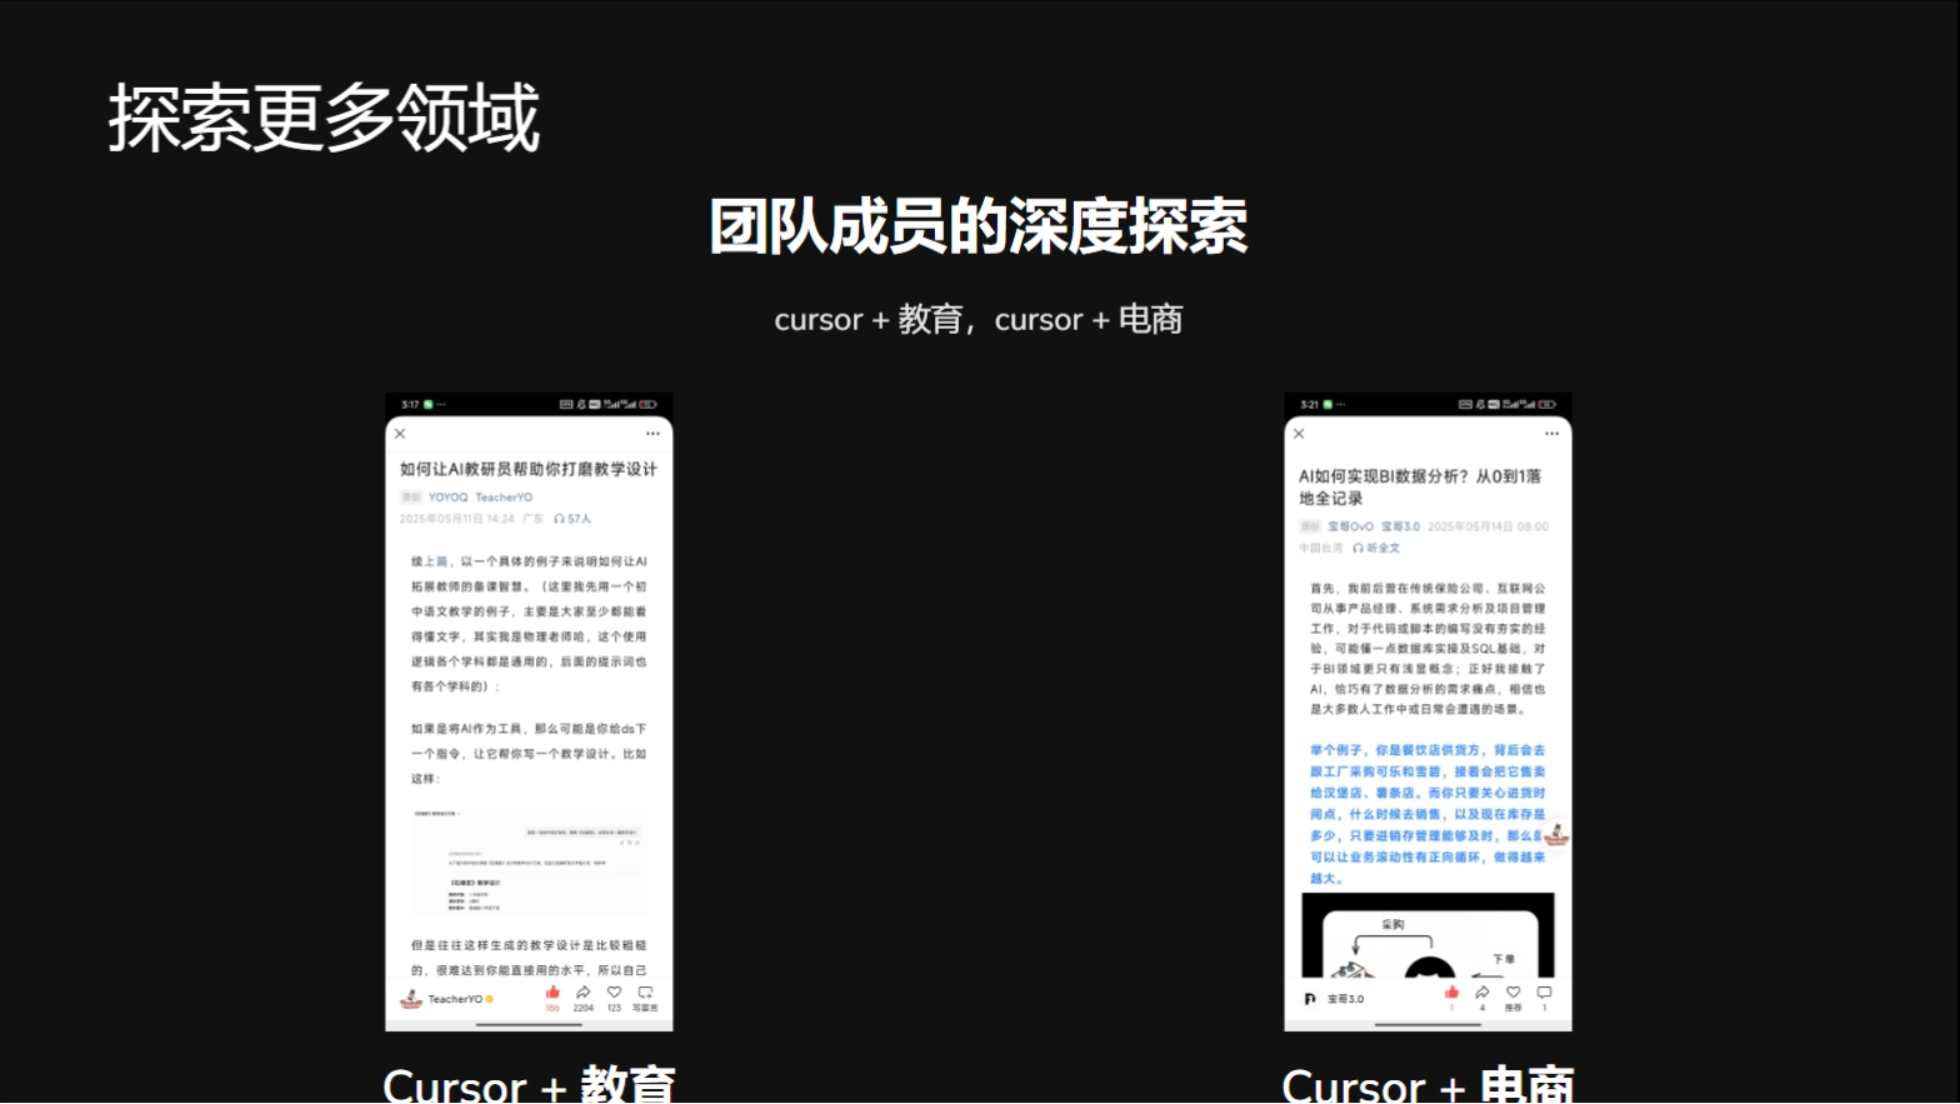 探索更多领域
团队成员的深度探索
cursor + 教育，cursor + 电商
3:17
如何让AI教研员帮助你打磨教学设计
原创 YOYOQ TeacherYO
2025年05月11日 14:24 广东 57人
续上篇，以一个具体的例子来说明如何让AI
拓展教师的备课智慧。（这里我先用一个初
中语文教学的例子，主要是大家至少都能看
得懂文字，其实我是物理老师哈，这个使用
逻辑各个学科都是通用的，后面的提示词也
有各个学科的）：
如果是将AI作为工具，那么可能是你给ds下
一个指令，让它帮你写一个教学设计。比如
这样：
但是往往这样生成的教学设计是比较粗糙
的，很难达到你能直接用的水平，所以自己
TeacherYO
186 2204 123 写留言
Cursor + 教育
3:21
AI如何实现BI数据分析？从0到1落
地全记录
原创 宝哥OvO 宝哥3.0 2025年05月14日 08:00
中国台湾 听全文
首先，我前后曾在传统保险公司、互联网公
司从事产品经理、系统需求分析及项目管理
工作，对于代码或脚本的编写没有夯实的经
验，可能懂一点数据库实操及SQL基础，对
于BI领域更只有浅显概念；正好我接触了
AI，恰巧有了数据分析的需求痛点，相信也
是大多数人工作中或日常会遭遇的场景。
举个例子，你是餐饮店供货方，背后会去
跟工厂采购可乐和雪碧，接着会把它售卖
给汉堡店、薯条店。而你只要关心进货时
间点，什么时候去销售，以及现在库存是
多少，只要进销存管理能够及时，那么
可以让业务滚动性有正向循环，做得越来
越大。
采购
下单
宝哥3.0
1 4 推荐 1
Cursor + 电商